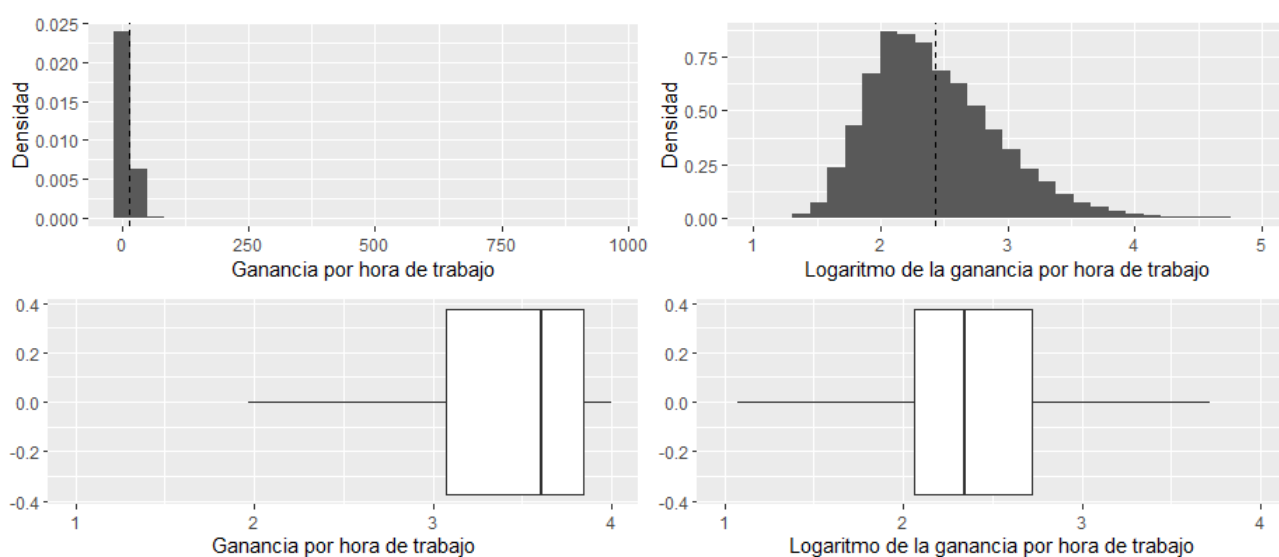 0.025
0.020
0.015
0.010
0.005
0.000
Densidad
0 250 500 750 1000
Ganancia por hora de trabajo
0.75
0.50
0.25
0.00
Densidad
1 2 3 4 5
Logaritmo de la ganancia por hora de trabajo
0.4
0.2
0.0
-0.2
-0.4
1 2 3 4
Ganancia por hora de trabajo
0.4
0.2
0.0
-0.2
-0.4
1 2 3 4
Logaritmo de la ganancia por hora de trabajo